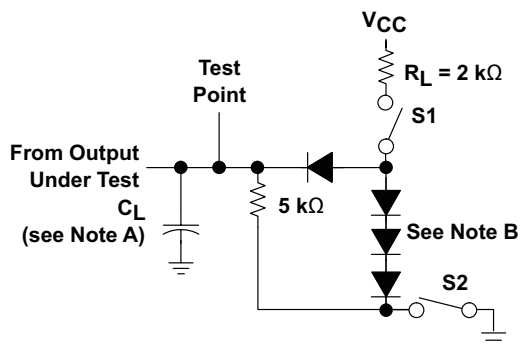 VCC
RL = 2 kΩ
Test
Point
S1
From Output
Under Test
CL
(see Note A)
5 kΩ
See Note B
S2